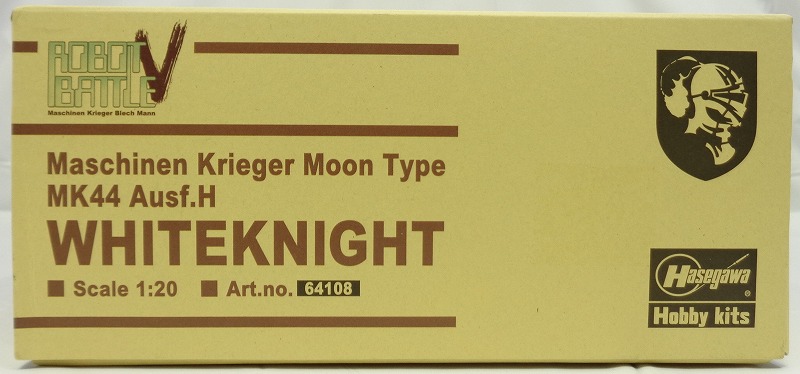 ROBOT
BATTLE V
Maschinen Krieger Blech Mann
Maschinen Krieger Moon Type
MK44 Ausf.H
WHITEKNIGHT
■ Scale 1:20 ■ Art.no. 64108
Hasegawa ®
Hobby kits